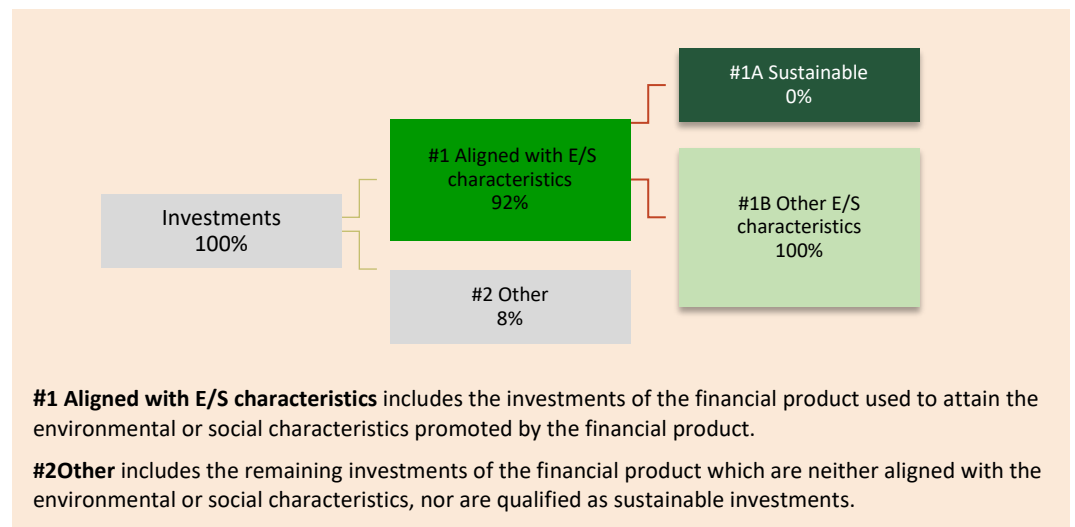 #1A Sustainable
0%
#1 Aligned with E/S
characteristics
92%
Investments
100%
#1B Other E/S
characteristics
100%
#2 Other
8%
#1 Aligned with E/S characteristics includes the investments of the financial product used to attain the
environmental or social characteristics promoted by the financial product.
#2Other includes the remaining investments of the financial product which are neither aligned with the
environmental or social characteristics, nor are qualified as sustainable investments.